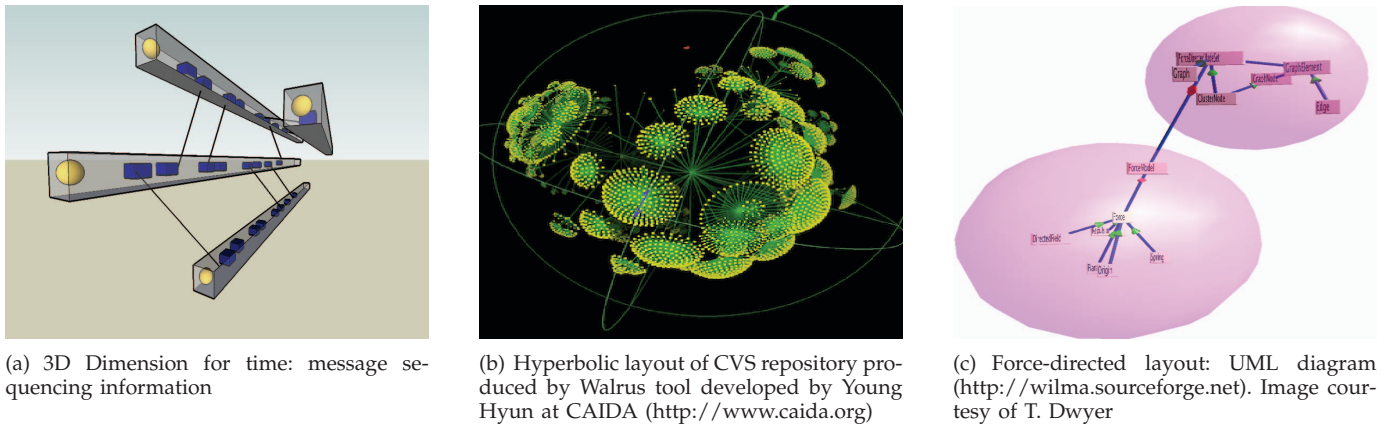 ForceDirected
Graph
GraphElement
GraphNode
ClusterNode
Edge
ForceModel
Force
DirectedField
Origin
Spring
(a) 3D Dimension for time: message se-
quencing information
(b) Hyperbolic layout of CVS repository pro-
duced by Walrus tool developed by Young
Hyun at CAIDA (http://www.caida.org)
(c) Force-directed layout: UML diagram
(http://wilma.sourceforge.net). Image cour-
tesy of T. Dwyer